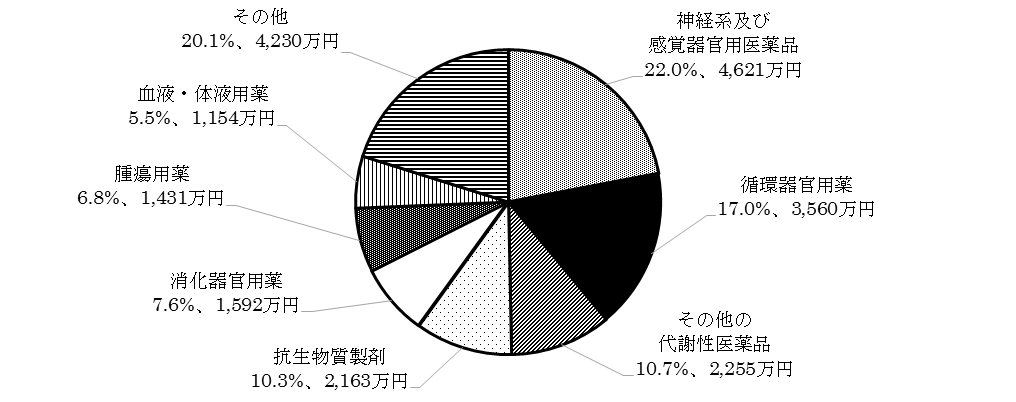 神経系及び
感覚器官用医薬品
22.0%、4,621万円
循環器官用薬
17.0%、3,560万円
その他の
代謝性医薬品
10.7%、2,255万円
抗生物質製剤
10.3%、2,163万円
消化器官用薬
7.6%、1,592万円
腫瘍用薬
6.8%、1,431万円
血液・体液用薬
5.5%、1,154万円
その他
20.1%、4,230万円